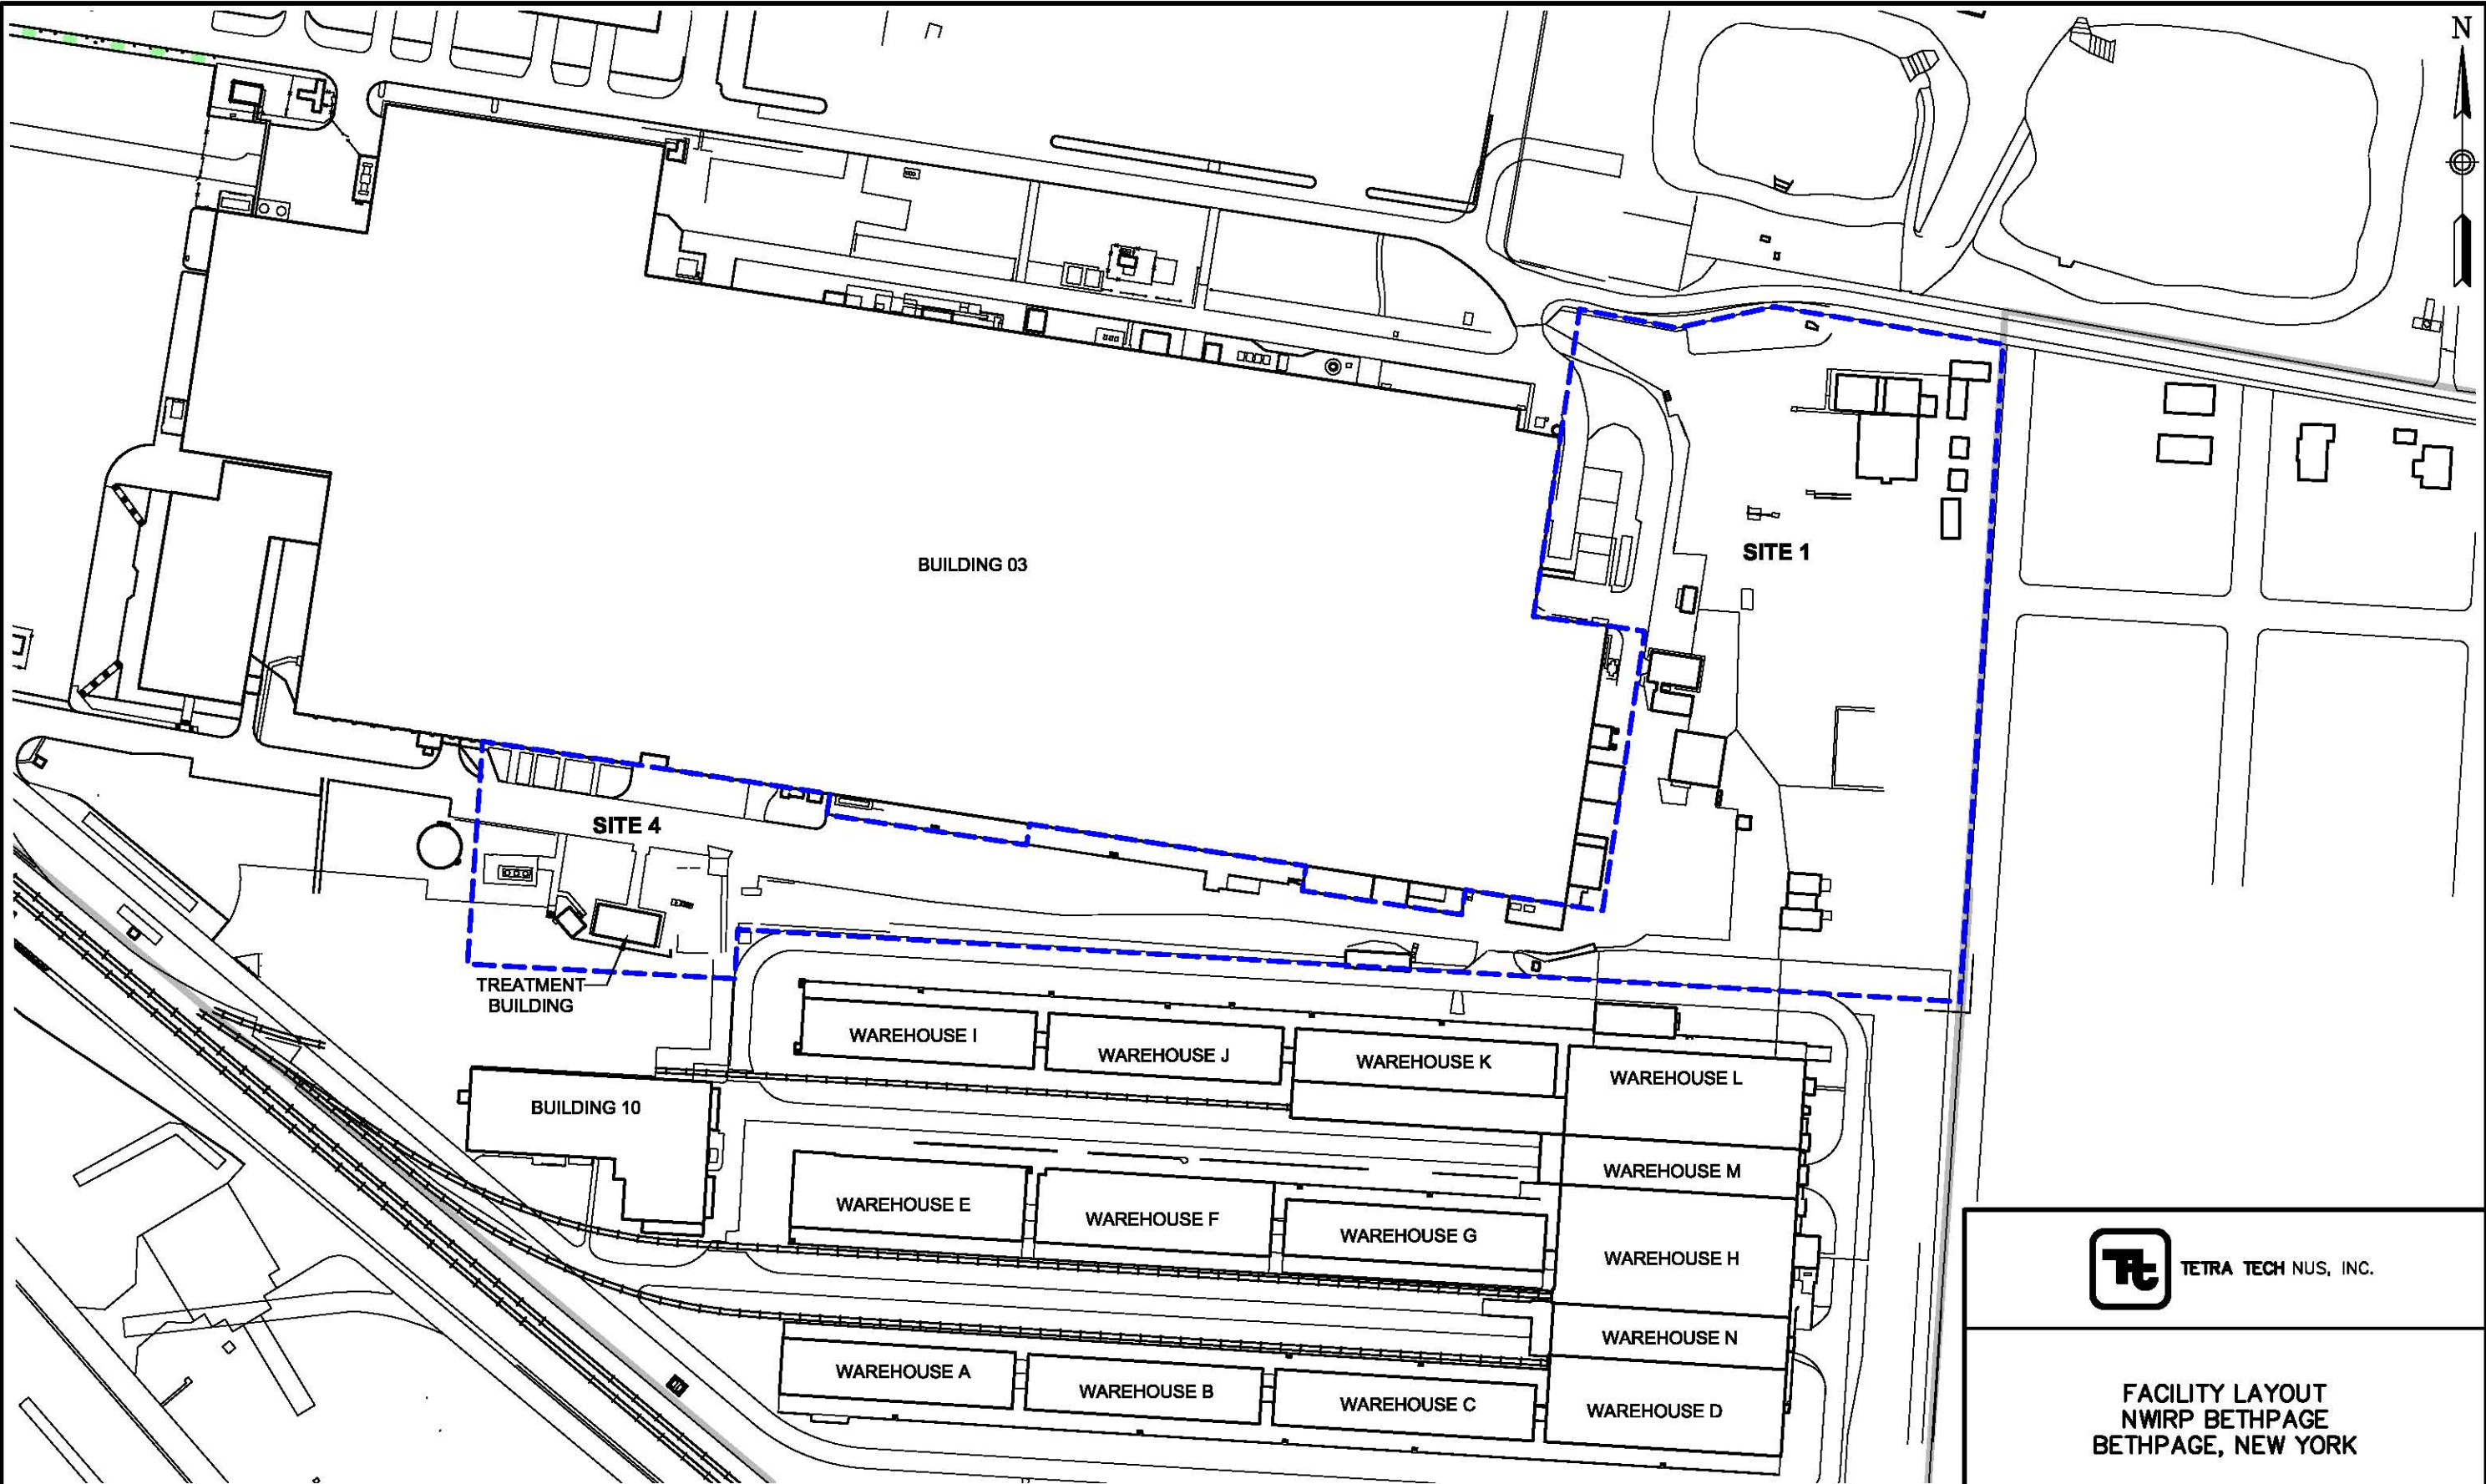 N
BUILDING 03
SITE 1
SITE 4
TREATMENT
BUILDING
WAREHOUSE I
WAREHOUSE J
WAREHOUSE K
WAREHOUSE L
BUILDING 10
WAREHOUSE M
WAREHOUSE E
WAREHOUSE F
WAREHOUSE G
WAREHOUSE H
WAREHOUSE N
WAREHOUSE A
WAREHOUSE B
WAREHOUSE C
WAREHOUSE D
Tt
TETRA TECH NUS, INC.
FACILITY LAYOUT
NWIRP BETHPAGE
BETHPAGE, NEW YORK